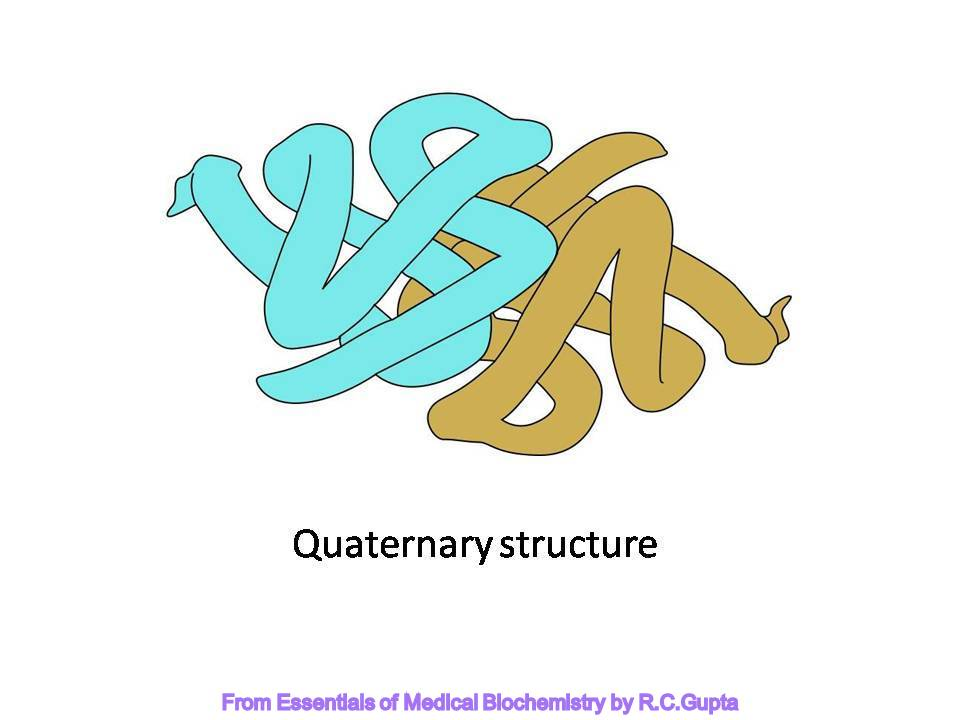 Quaternary structure
From Essentials of Medical Biochemistry by R.C.Gupta